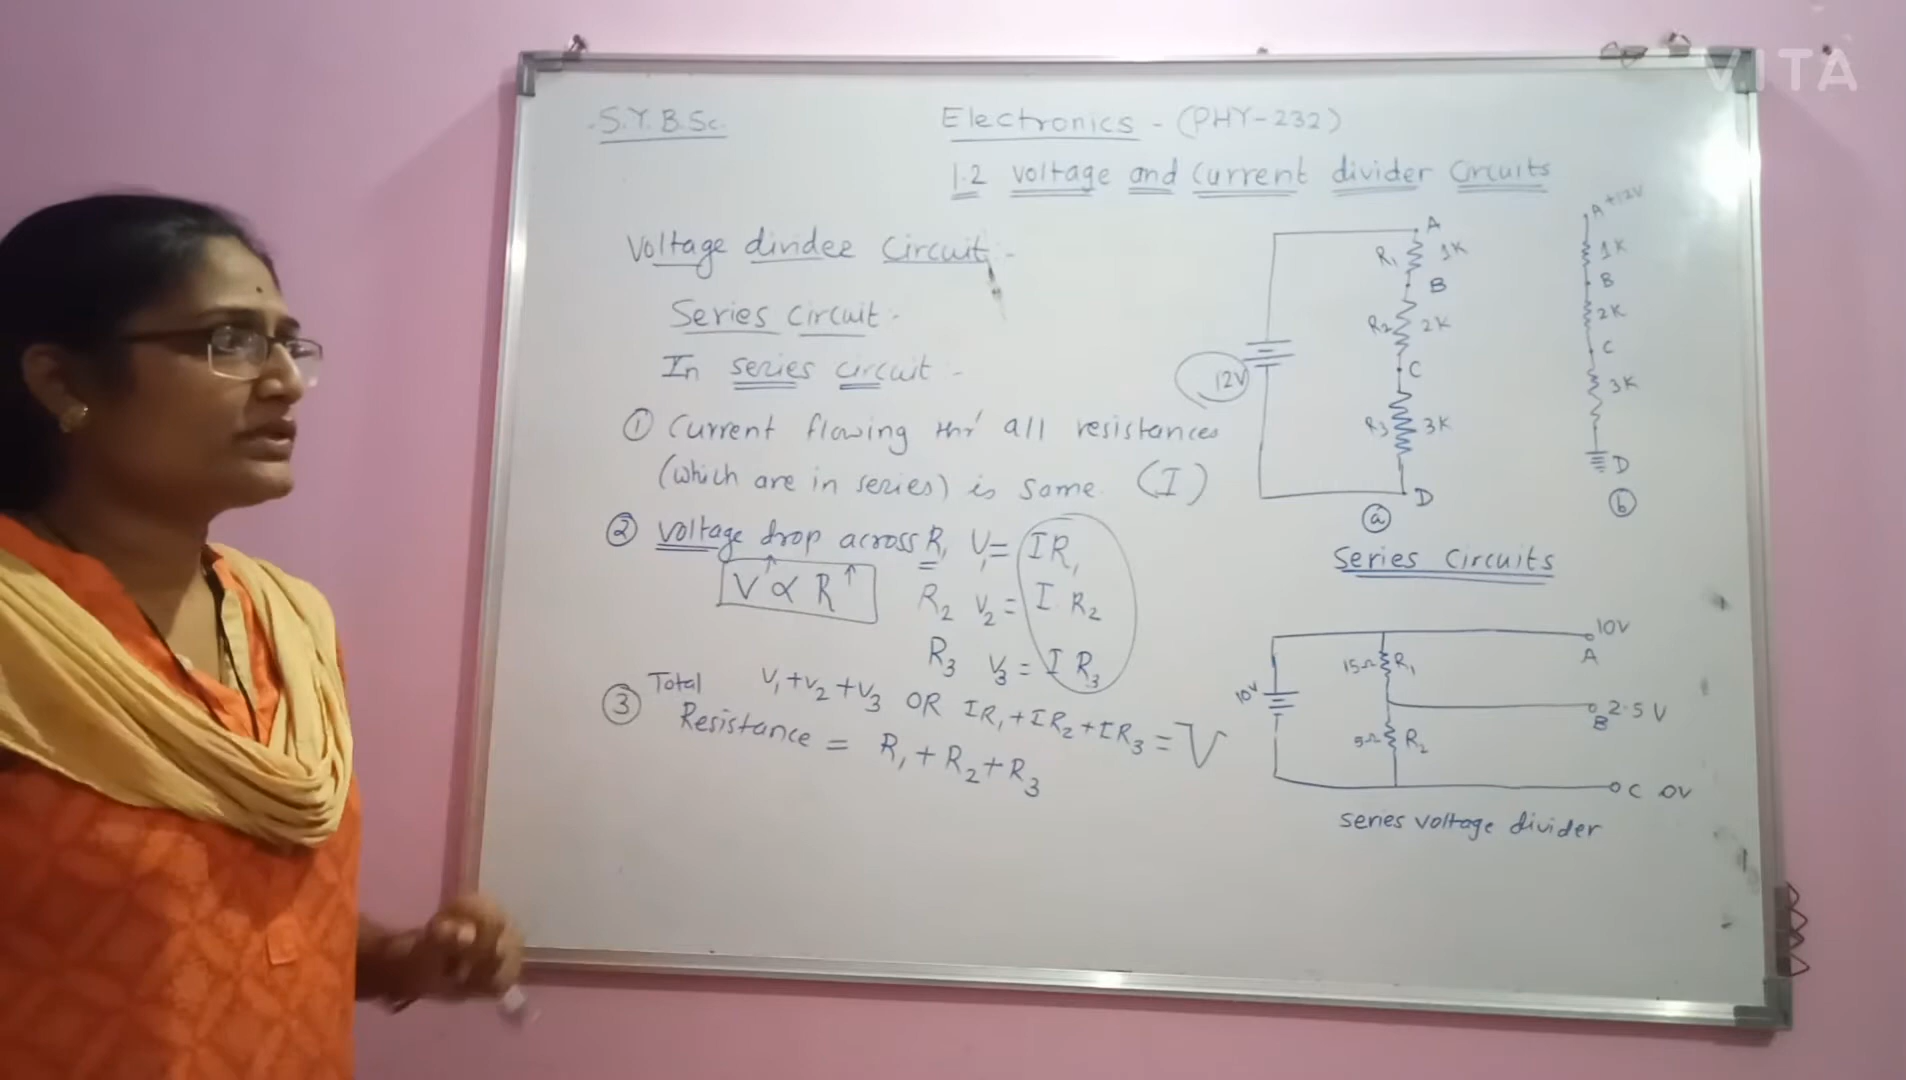 VITA
S.Y.B.Sc.
Electronics - (PHY-232)
1.2 voltage and current divider circuits
Voltage dividee circuit :-
Series circuit :-
In series circuit -
① Current flowing thr' all resistances
(which are in series) is same (I)
② voltage drop across R1 V1 = IR1
V ∝ R
↑ ↑
R2 V2 = I R2
R3 V3 = I R3
V1+V2+V3 OR IR1+IR2+IR3 = V
③ Total
Resistance = R1+R2+R3
A
R1 1K
B
R2 2K
C
R3 3K
D
12V
ⓐ
A +12V
1K
B
2K
C
3K
D
ⓑ
Series Circuits
10V
A
15Ω R1
10V
2.5 V
B
5Ω R2
C 0V
series voltage divider